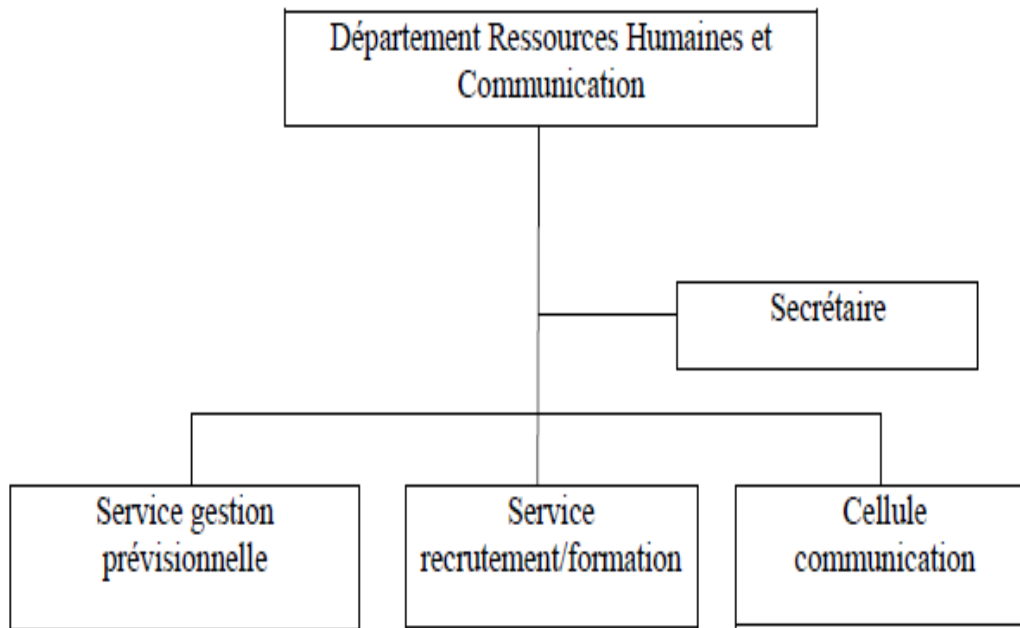 Département Ressources Humaines et
Communication
Secrétaire
Service gestion
prévisionnelle
Service
recrutement/formation
Cellule
communication